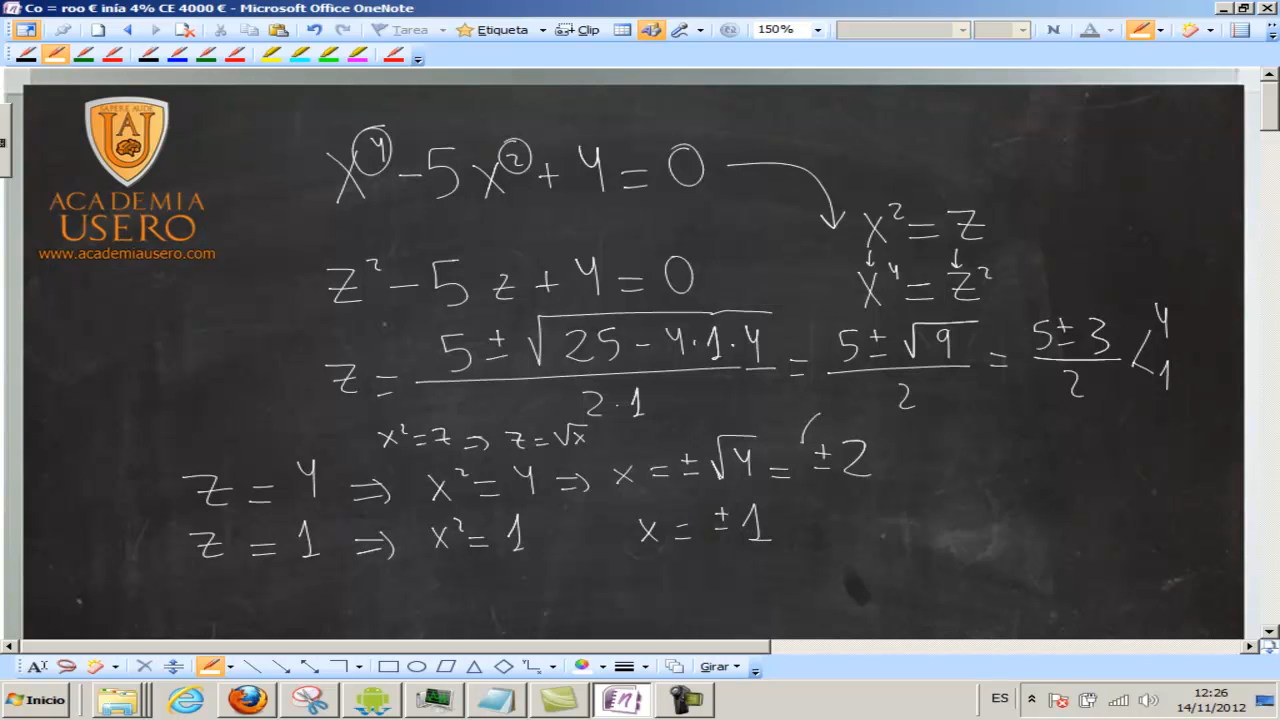 Co = roo € inía 4% CE 4000 € - Microsoft Office OneNote
Tarea Etiqueta Clip 150% N A
SAPERE AUDE
UA
ACADEMIA
USERO
www.academiausero.com
x⁴ - 5x² + 4 = 0
x² = z
x⁴ = z²
z² - 5z + 4 = 0
z = (5 ± √(25 - 4·1·4))/(2·1) = (5 ± √9)/2 = (5 ± 3)/2 < 4 1
x² = z ⇒ z = √x
z = 4 ⇒ x² = 4 ⇒ x = ±√4 = ±2
z = 1 ⇒ x² = 1 x = ±1
A Girar
Inicio
ES
12:26
14/11/2012